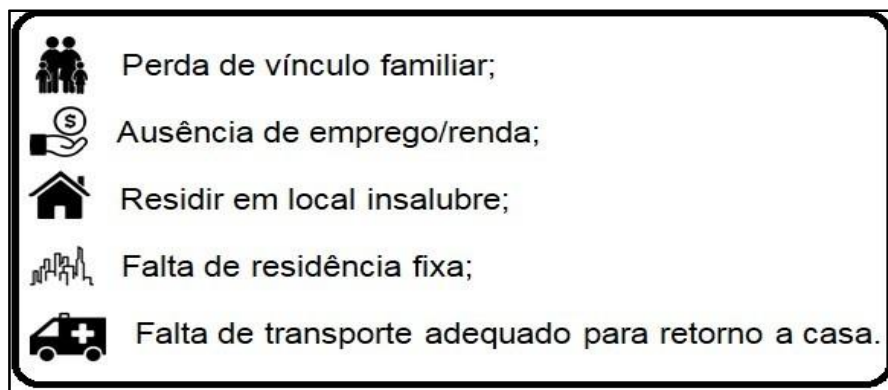 Perda de vínculo familiar;
$
Ausência de emprego/renda;
Residir em local insalubre;
Falta de residência fixa;
Falta de transporte adequado para retorno a casa.